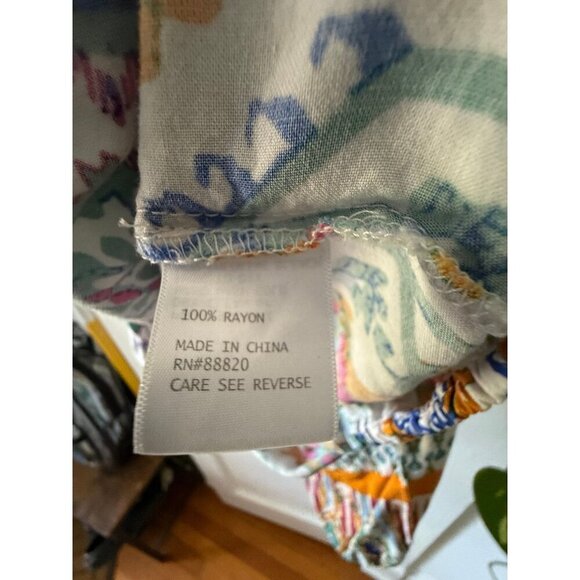 100% RAYON
MADE IN CHINA
RN#88820
CARE SEE REVERSE